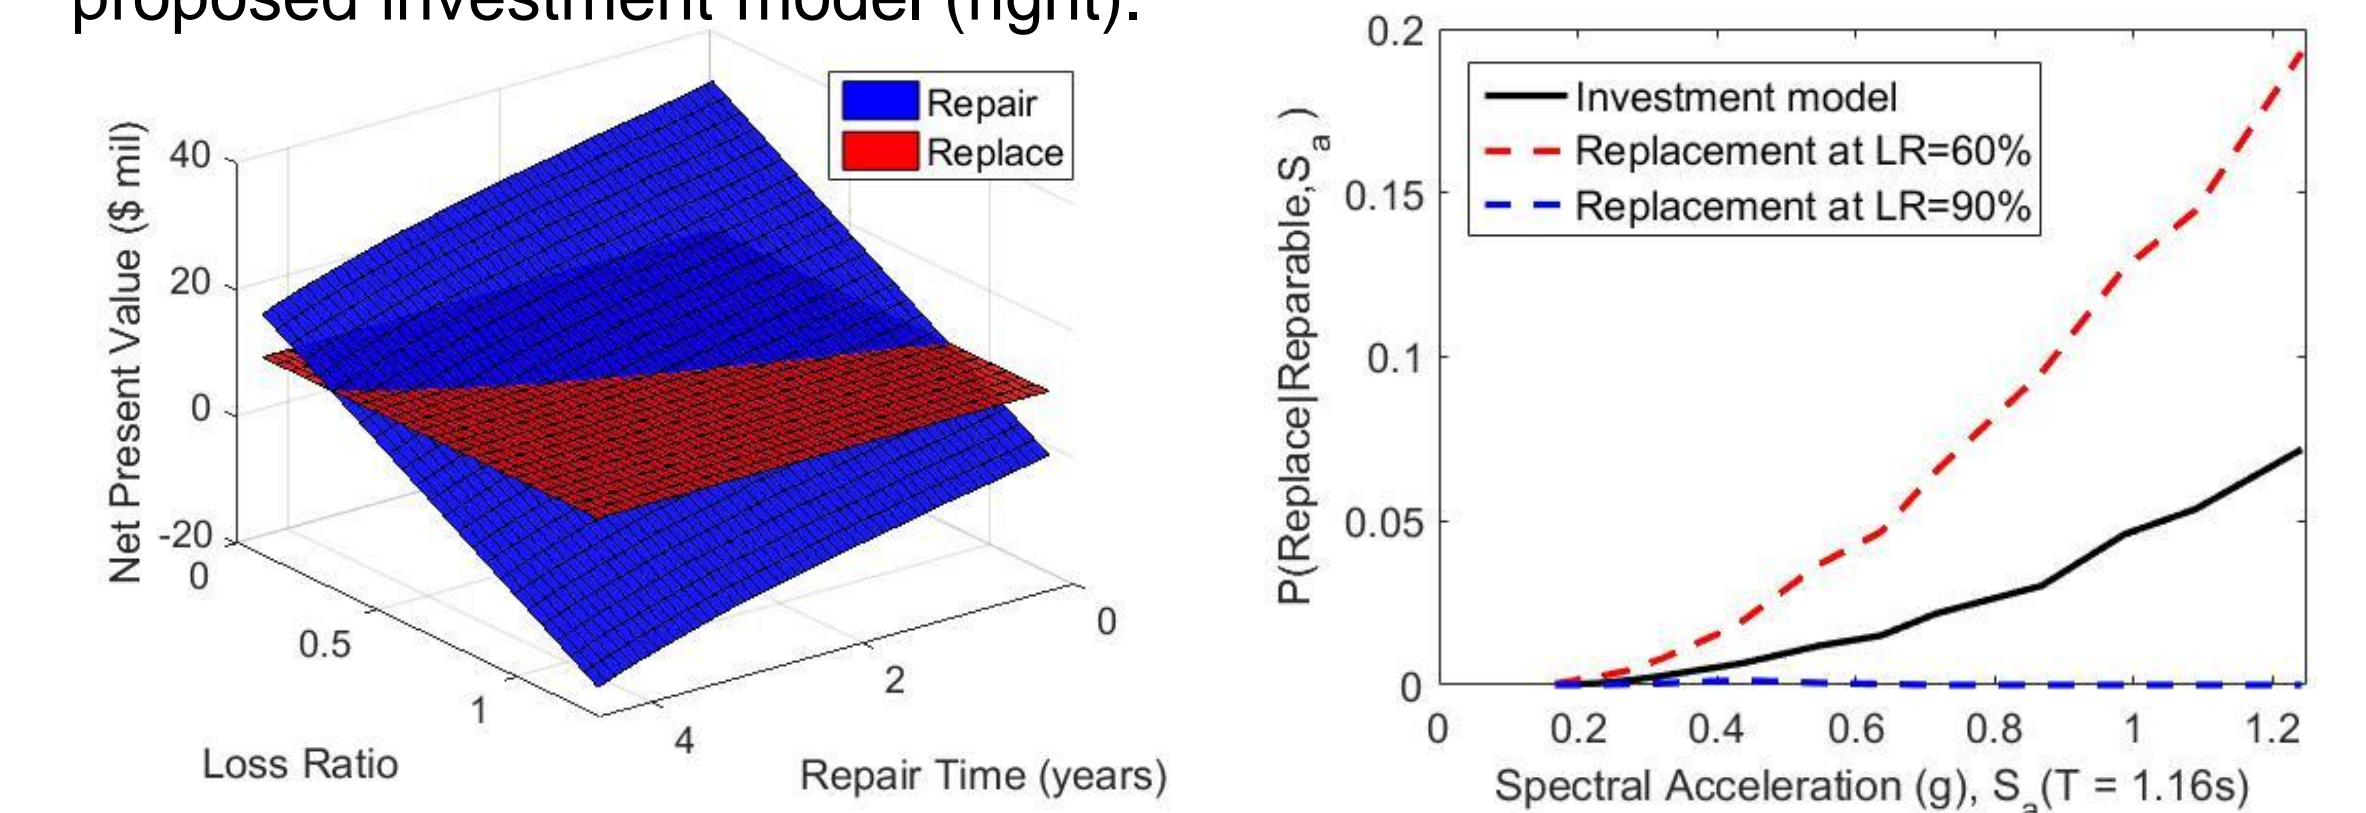 proposed investment model (right).
Net Present Value ($ mil)
40
20
0
-20
0
0.5
1
Loss Ratio
4
2
0
Repair Time (years)
Repair
Replace
P(Replace|Reparable,Sa )
0.2
0.15
0.1
0.05
0
Investment model
Replacement at LR=60%
Replacement at LR=90%
0 0.2 0.4 0.6 0.8 1 1.2
Spectral Acceleration (g), Sa(T = 1.16s)